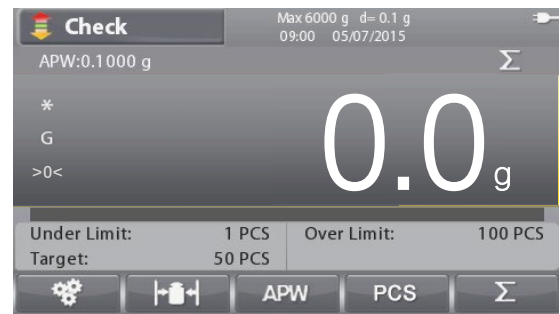 Check
Max 6000 g d= 0.1 g
09:00 05/07/2015
APW:0.1000 g
Σ
*
G
>0<
0.0 g
Under Limit: 1 PCS
Over Limit: 100 PCS
Target: 50 PCS
APW PCS Σ